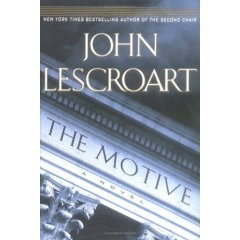 NEW YORK TIMES BESTSELLING AUTHOR OF THE SECOND CHAIR
JOHN
LESCROART
THE MOTIVE
A NOVEL